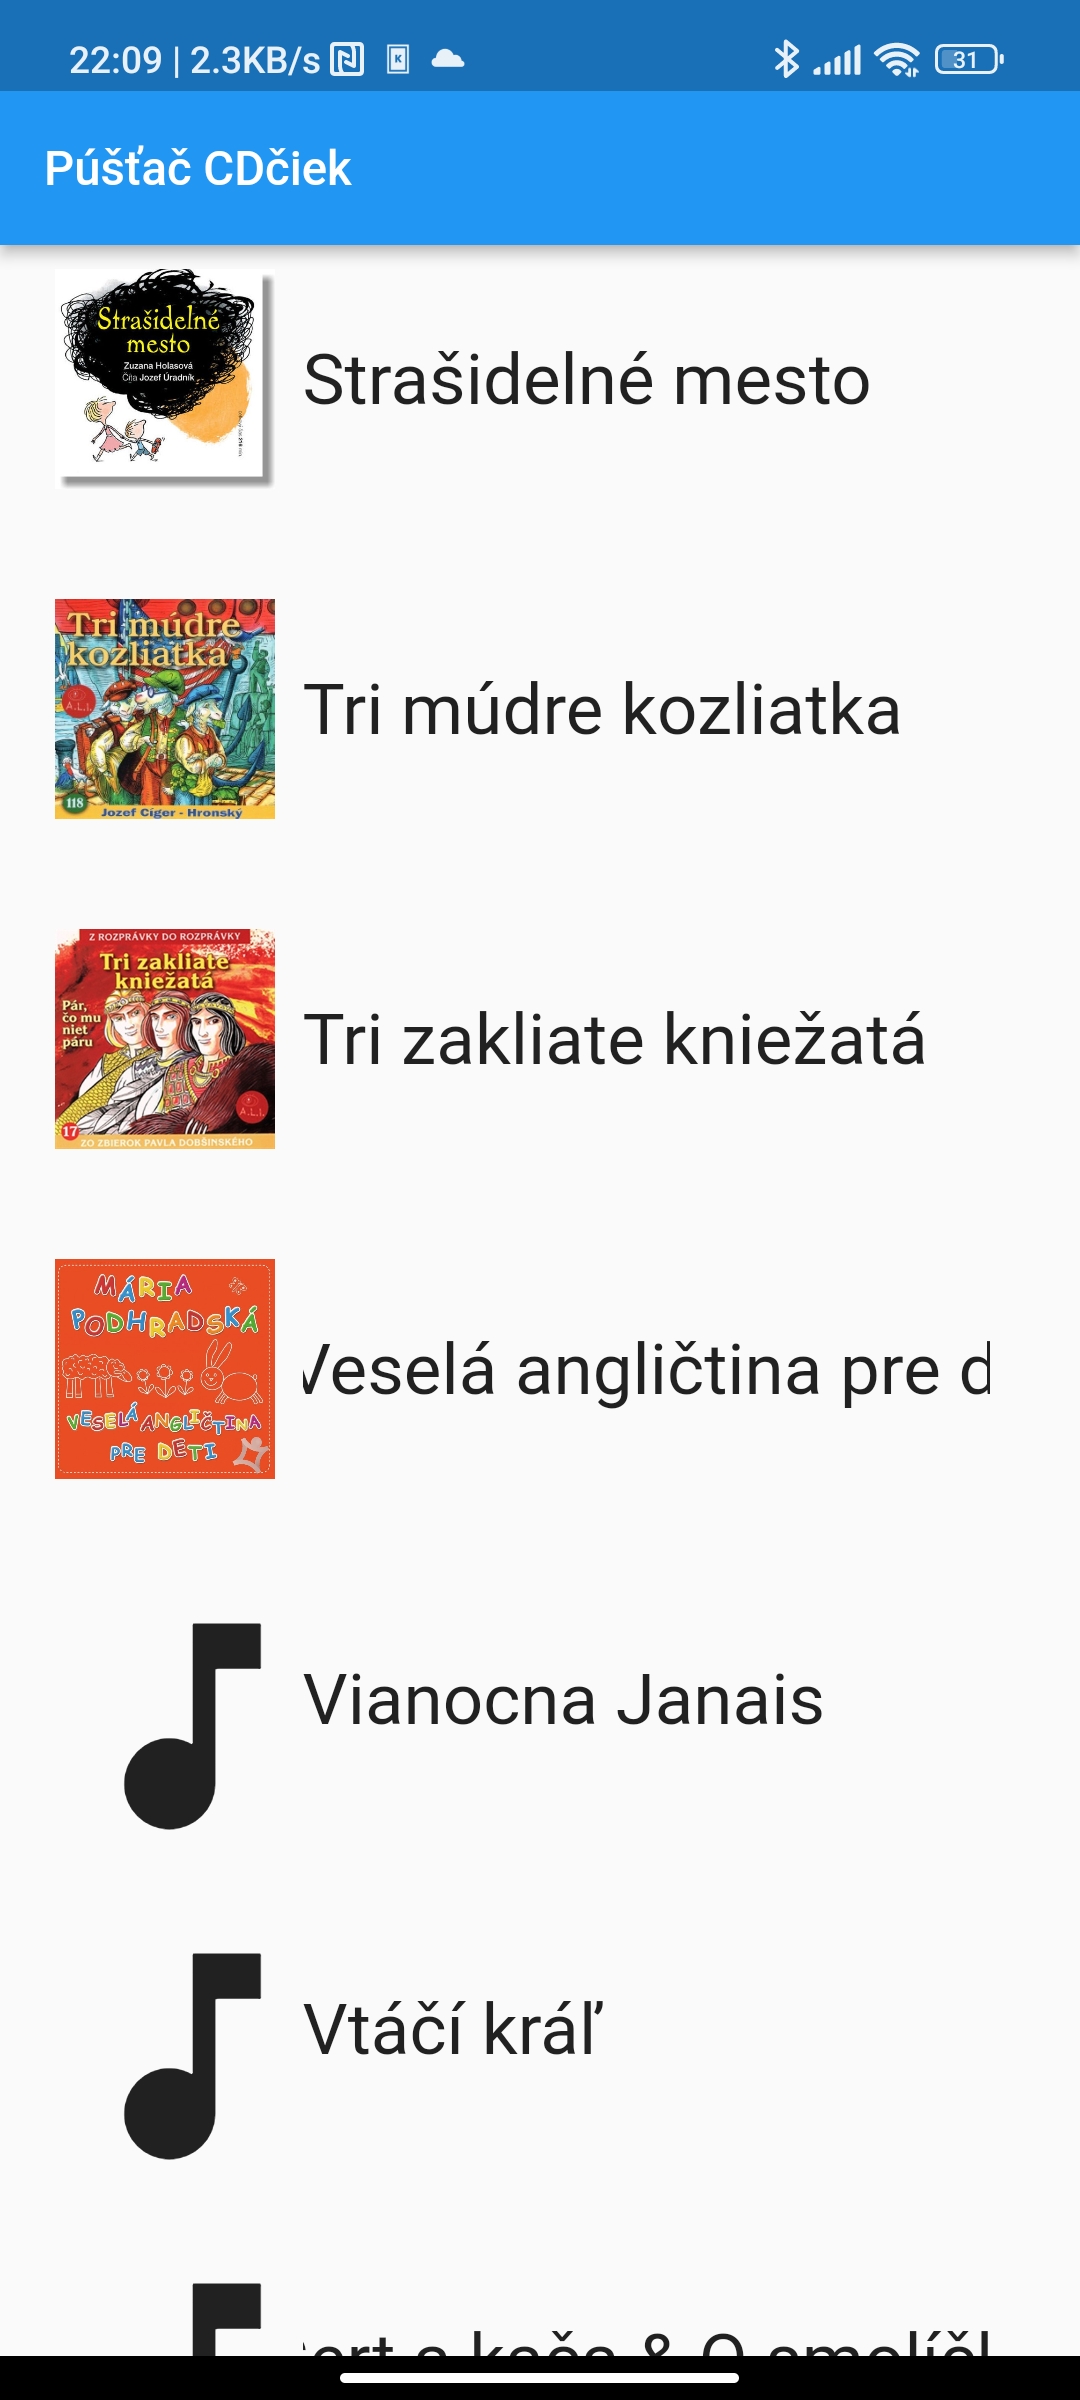 22:09 | 2.3KB/s
31
Púšťač CDčiek
Strašidelné
mesto
Zuzana Holasová
Číta Jozef Úradník
Strašidelné mesto
Tri múdre
kozliatka
A.L.I.
118
Jozef Cíger - Hronský
Tri múdre kozliatka
Z ROZPRÁVKY DO ROZPRÁVKY
Tri zakliate
kniežatá
Pár,
čo mu
niet
páru
A.L.I.
17
ZO ZBIEROK PAVLA DOBŠINSKÉHO
Tri zakliate kniežatá
MÁRIA
PODHRADSKÁ
VESELÁ ANGLIČTINA
PRE DETI
Veselá angličtina pre d
Vianocna Janais
Vtáčí kráľ